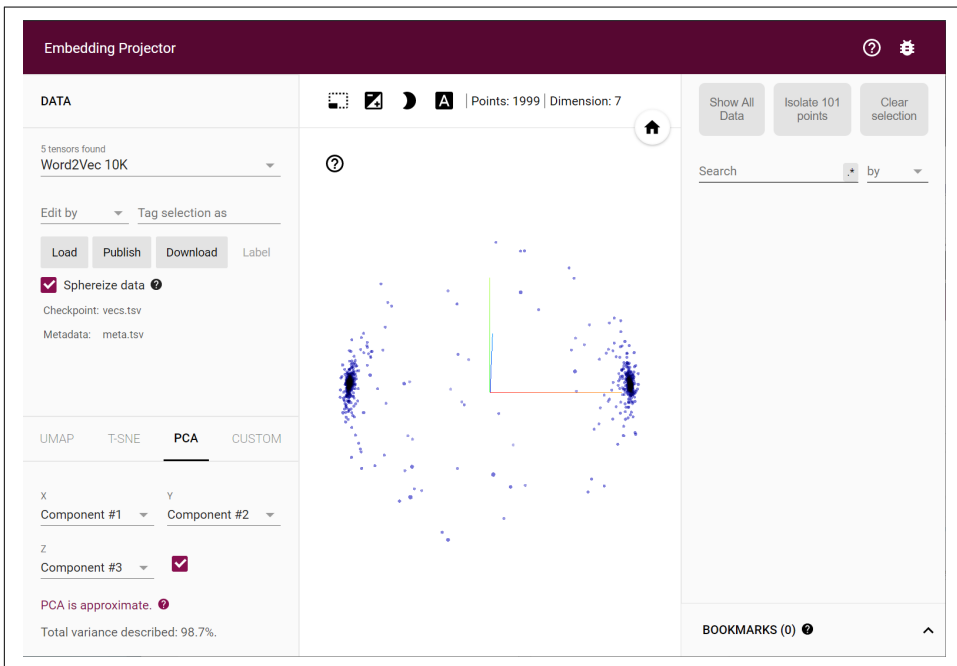 Embedding Projector
DATA
5 tensors found
Word2Vec 10K
Edit by
Tag selection as
Load
Publish
Download
Label
Sphereize data
Checkpoint: vecs.tsv
Metadata: meta.tsv
UMAP
T-SNE
PCA
CUSTOM
X
Component #1
Y
Component #2
Z
Component #3
PCA is approximate.
Total variance described: 98.7%.
A
Points: 1999
Dimension: 7
Show All
Data
Isolate 101
points
Clear
selection
Search
.*
by
BOOKMARKS (0)